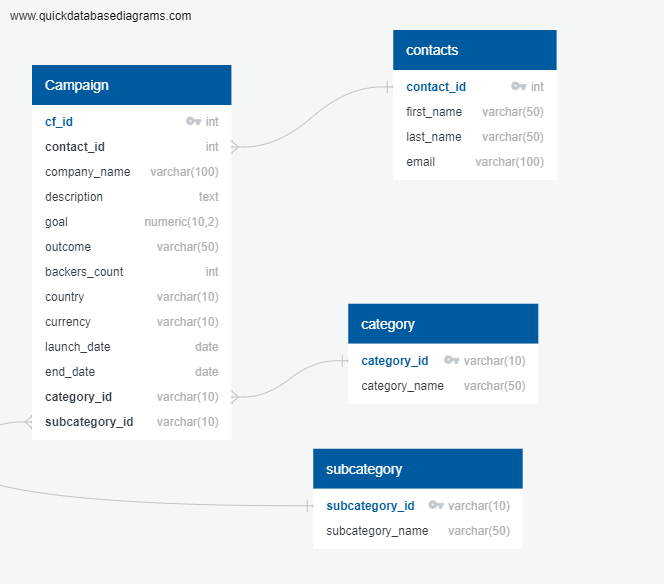 www.quickdatabasediagrams.com
Campaign
cf_id int
contact_id int
company_name varchar(100)
description text
goal numeric(10,2)
outcome varchar(50)
backers_count int
country varchar(10)
currency varchar(10)
launch_date date
end_date date
category_id varchar(10)
subcategory_id varchar(10)
contacts
contact_id int
first_name varchar(50)
last_name varchar(50)
email varchar(100)
category
category_id varchar(10)
category_name varchar(50)
subcategory
subcategory_id varchar(10)
subcategory_name varchar(50)